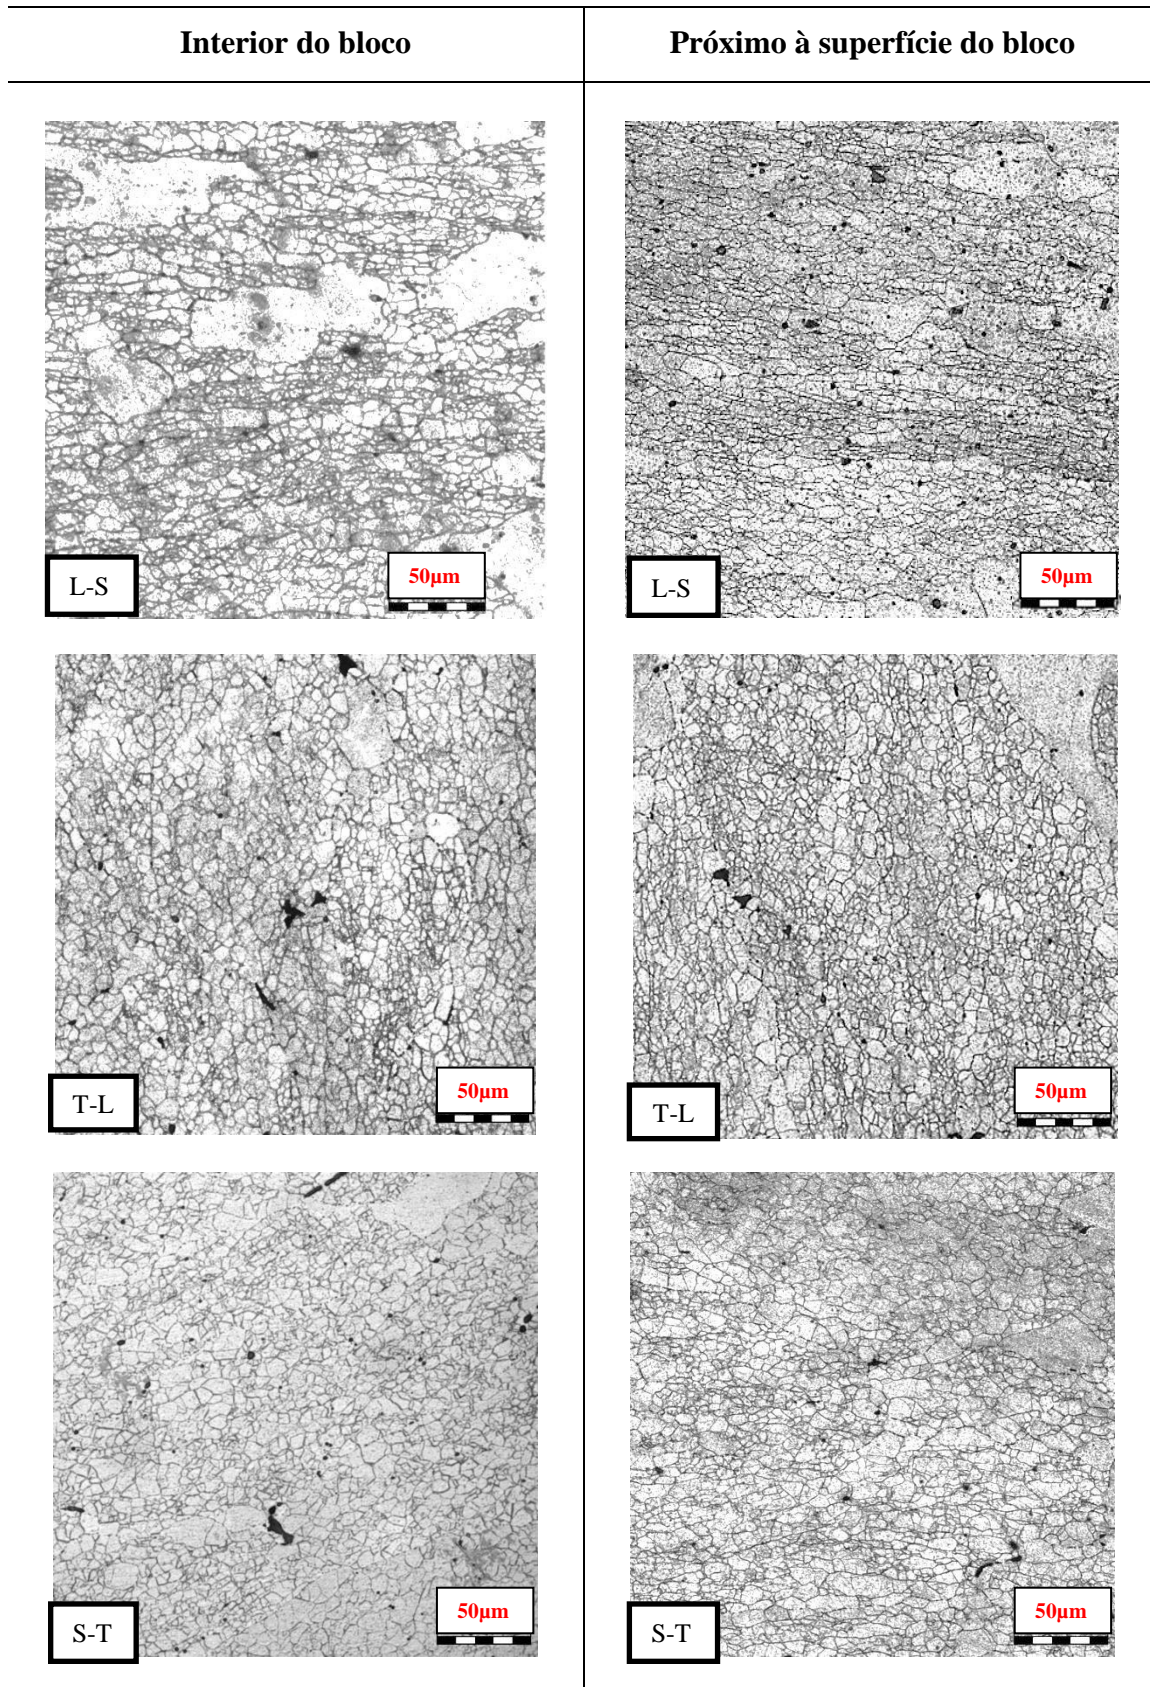 Interior do bloco
Próximo à superfície do bloco
L-S
50µm
L-S
50µm
T-L
50µm
T-L
50µm
S-T
50µm
S-T
50µm